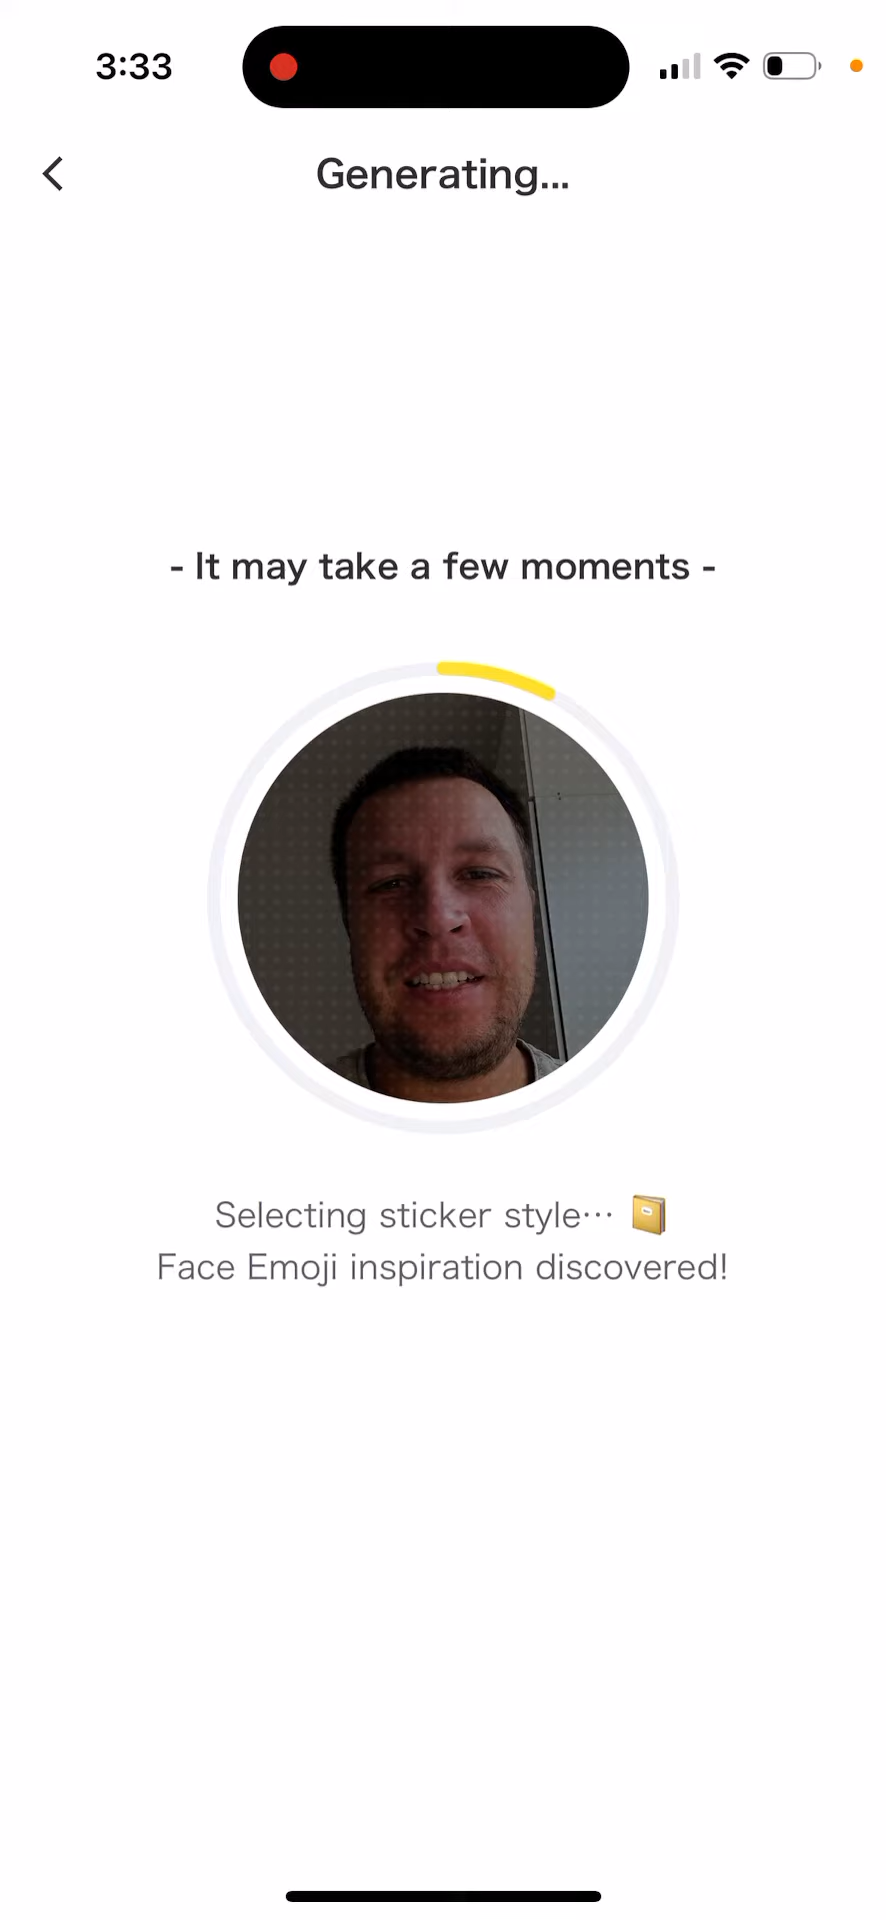 3:33
Generating...
- It may take a few moments -
Selecting sticker style···
Face Emoji inspiration discovered!